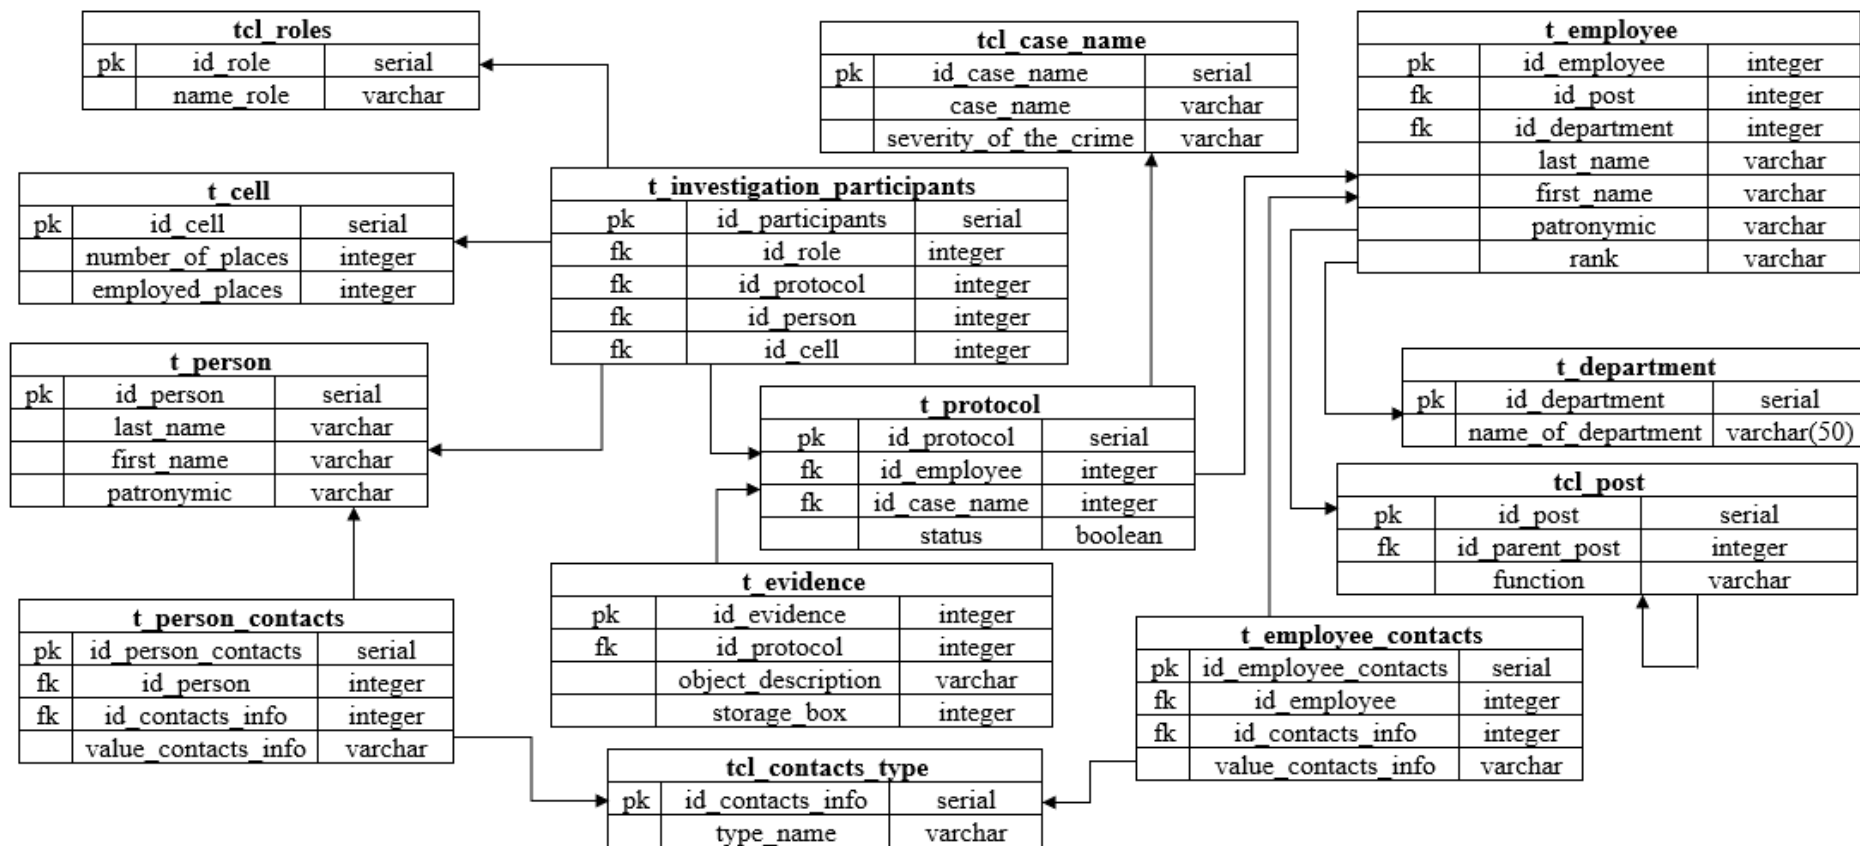 tcl_roles
pk id_role serial
name_role varchar
t_cell
pk id_cell serial
number_of_places integer
employed_places integer
t_person
pk id_person serial
last_name varchar
first_name varchar
patronymic varchar
t_person_contacts
pk id_person_contacts serial
fk id_person integer
fk id_contacts_info integer
value_contacts_info varchar
t_investigation_participants
pk id_participants serial
fk id_role integer
fk id_protocol integer
fk id_person integer
fk id_cell integer
tcl_case_name
pk id_case_name serial
case_name varchar
severity_of_the_crime varchar
t_protocol
pk id_protocol serial
fk id_employee integer
fk id_case_name integer
status boolean
t_evidence
pk id_evidence integer
fk id_protocol integer
object_description varchar
storage_box integer
tcl_contacts_type
pk id_contacts_info serial
type_name varchar
t_employee
pk id_employee integer
fk id_post integer
fk id_department integer
last_name varchar
first_name varchar
patronymic varchar
rank varchar
t_department
pk id_department serial
name_of_department varchar(50)
tcl_post
pk id_post serial
fk id_parent_post integer
function varchar
t_employee_contacts
pk id_employee_contacts serial
fk id_employee integer
fk id_contacts_info integer
value_contacts_info varchar